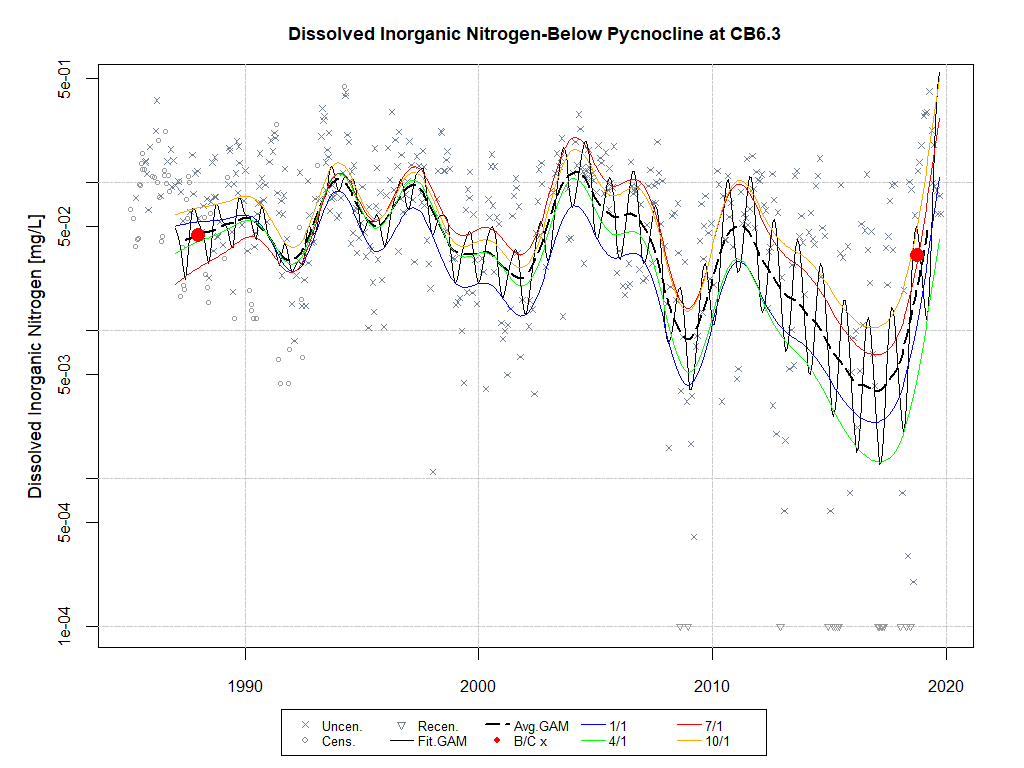 Dissolved Inorganic Nitrogen-Below Pycnocline at CB6.3
Dissolved Inorganic Nitrogen [mg/L]
5e-01
5e-02
5e-03
5e-04
1e-04
1990 2000 2010 2020
Uncen. Recen. Avg.GAM 1/1 7/1
Cens. Fit.GAM B/C x 4/1 10/1